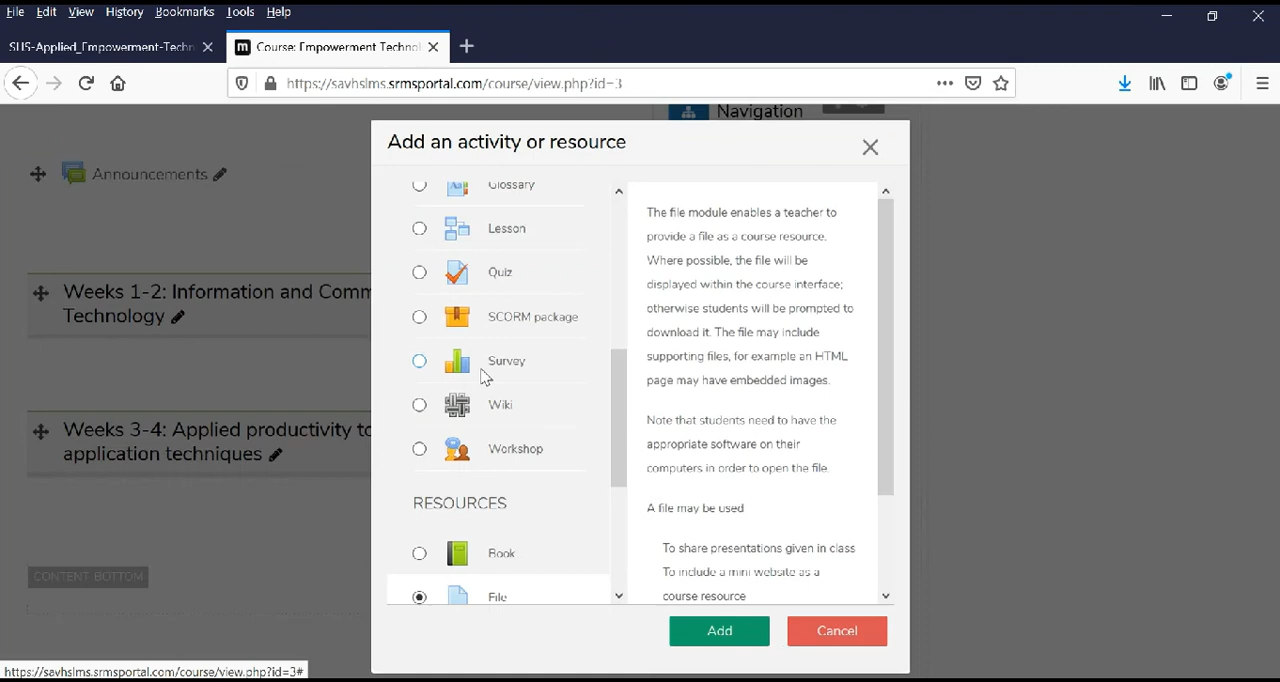 File Edit View History Bookmarks Tools Help
SHS-Applied_Empowerment-Techn
Course: Empowerment Technolo
https://savhslms.srmsportal.com/course/view.php?id=3
Navigation
Add an activity or resource
Announcements
Weeks 1-2: Information and Comm
Technology
Weeks 3-4: Applied productivity to
application techniques
CONTENT BOTTOM
Glossary
Lesson
Quiz
SCORM package
Survey
Wiki
Workshop
RESOURCES
Book
File
The file module enables a teacher to
provide a file as a course resource.
Where possible, the file will be
displayed within the course interface;
otherwise students will be prompted to
download it. The file may include
supporting files, for example an HTML
page may have embedded images.
Note that students need to have the
appropriate software on their
computers in order to open the file.
A file may be used
To share presentations given in class
To include a mini website as a
course resource
Add
Cancel
https://savhslms.srmsportal.com/course/view.php?id=3#